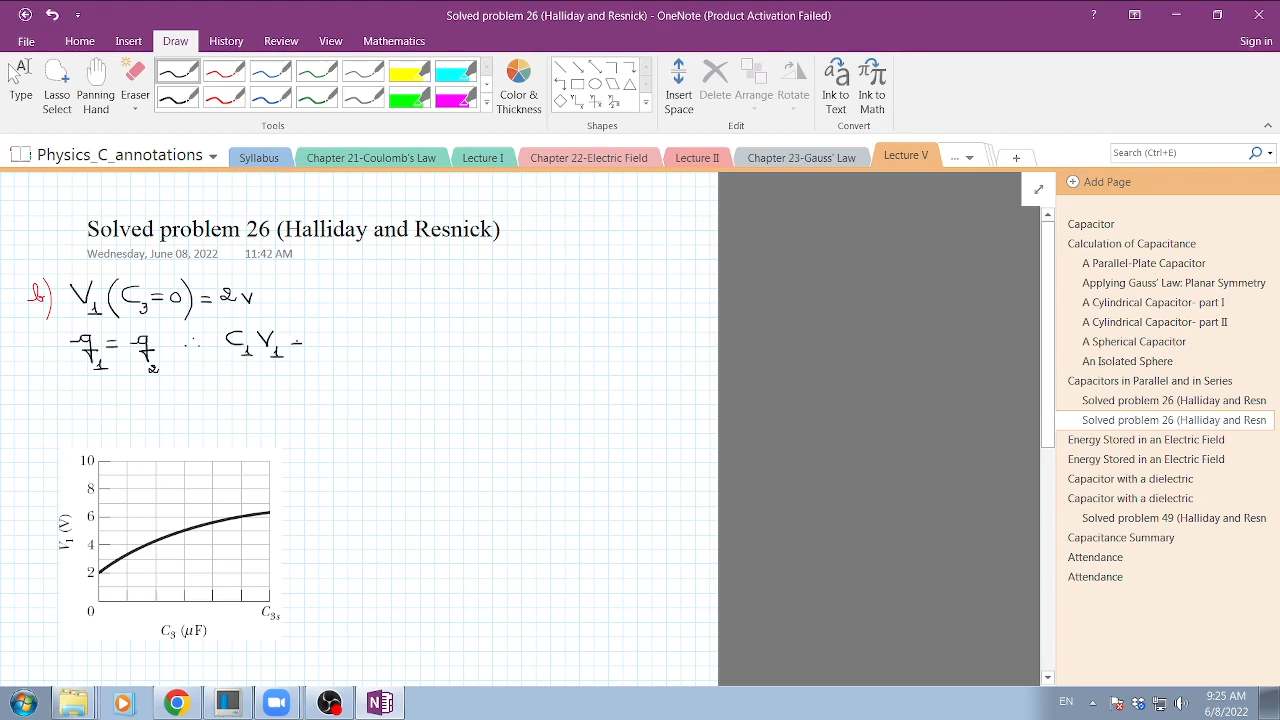 Solved problem 26 (Halliday and Resnick) - OneNote (Product Activation Failed)
?
File Home Insert Draw History Review View Mathematics
Sign in
Type
Lasso Select
Panning Hand
Eraser
Color & Thickness
Insert Space
Delete
Arrange
Rotate
Ink to Text
Ink to Math
Tools
Shapes
Edit
Convert
Physics_C_annotations
Syllabus
Chapter 21-Coulomb's Law
Lecture I
Chapter 22-Electric Field
Lecture II
Chapter 23-Gauss' Law
Lecture V
...
Search (Ctrl+E)
Add Page
Solved problem 26 (Halliday and Resnick)
Wednesday, June 08, 2022 11:42 AM
b) V₁ (C₃ = 0) = 2 v
q₁ = q₂ ∴ C₁V₁ =
10
8
6
4
2
0
V₁ (V)
C₃ₛ
C₃ (μF)
Capacitor
Calculation of Capacitance
A Parallel-Plate Capacitor
Applying Gauss' Law: Planar Symmetry
A Cylindrical Capacitor- part I
A Cylindrical Capacitor- part II
A Spherical Capacitor
An Isolated Sphere
Capacitors in Parallel and in Series
Solved problem 26 (Halliday and Resn
Solved problem 26 (Halliday and Resn
Energy Stored in an Electric Field
Energy Stored in an Electric Field
Capacitor with a dielectric
Capacitor with a dielectric
Solved problem 49 (Halliday and Resn
Capacitance Summary
Attendance
Attendance
EN
9:25 AM
6/8/2022